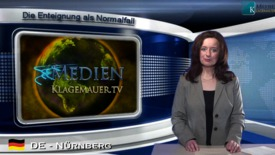 Die Enteignung als Normalfall
MEDIEN
KLAGEMAUER.TV
DE - NÜRNBERG